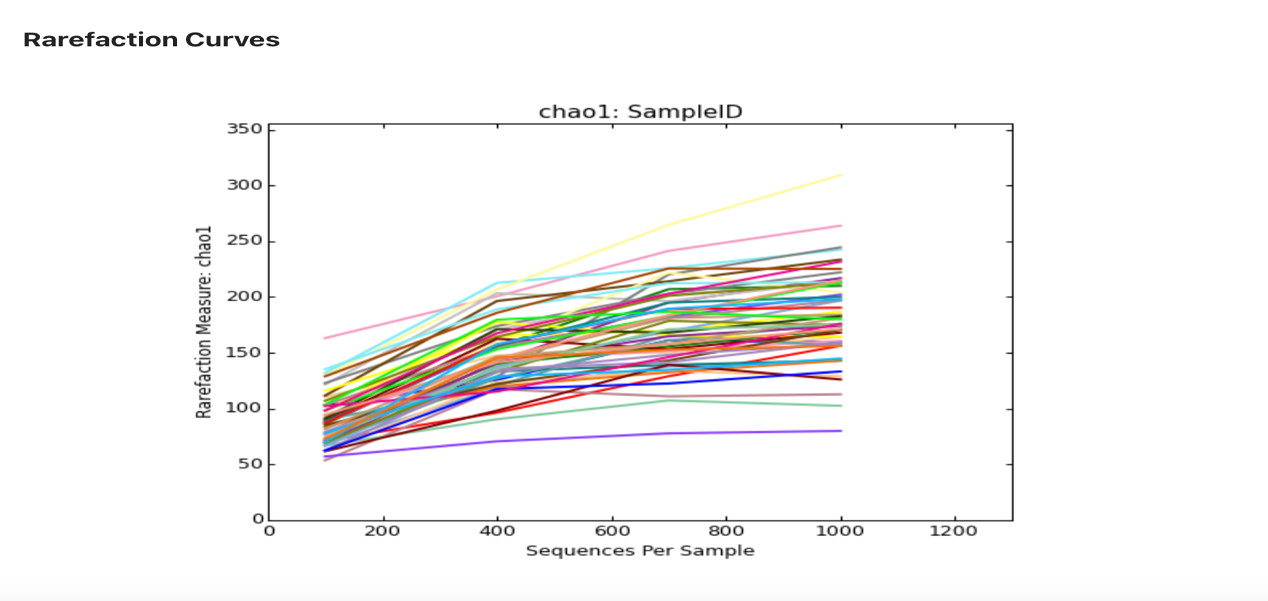 Rarefaction Curves
chao1: SampleID
350
300
250
200
150
100
50
0
Rarefaction Measure: chao1
0 200 400 600 800 1000 1200
Sequences Per Sample